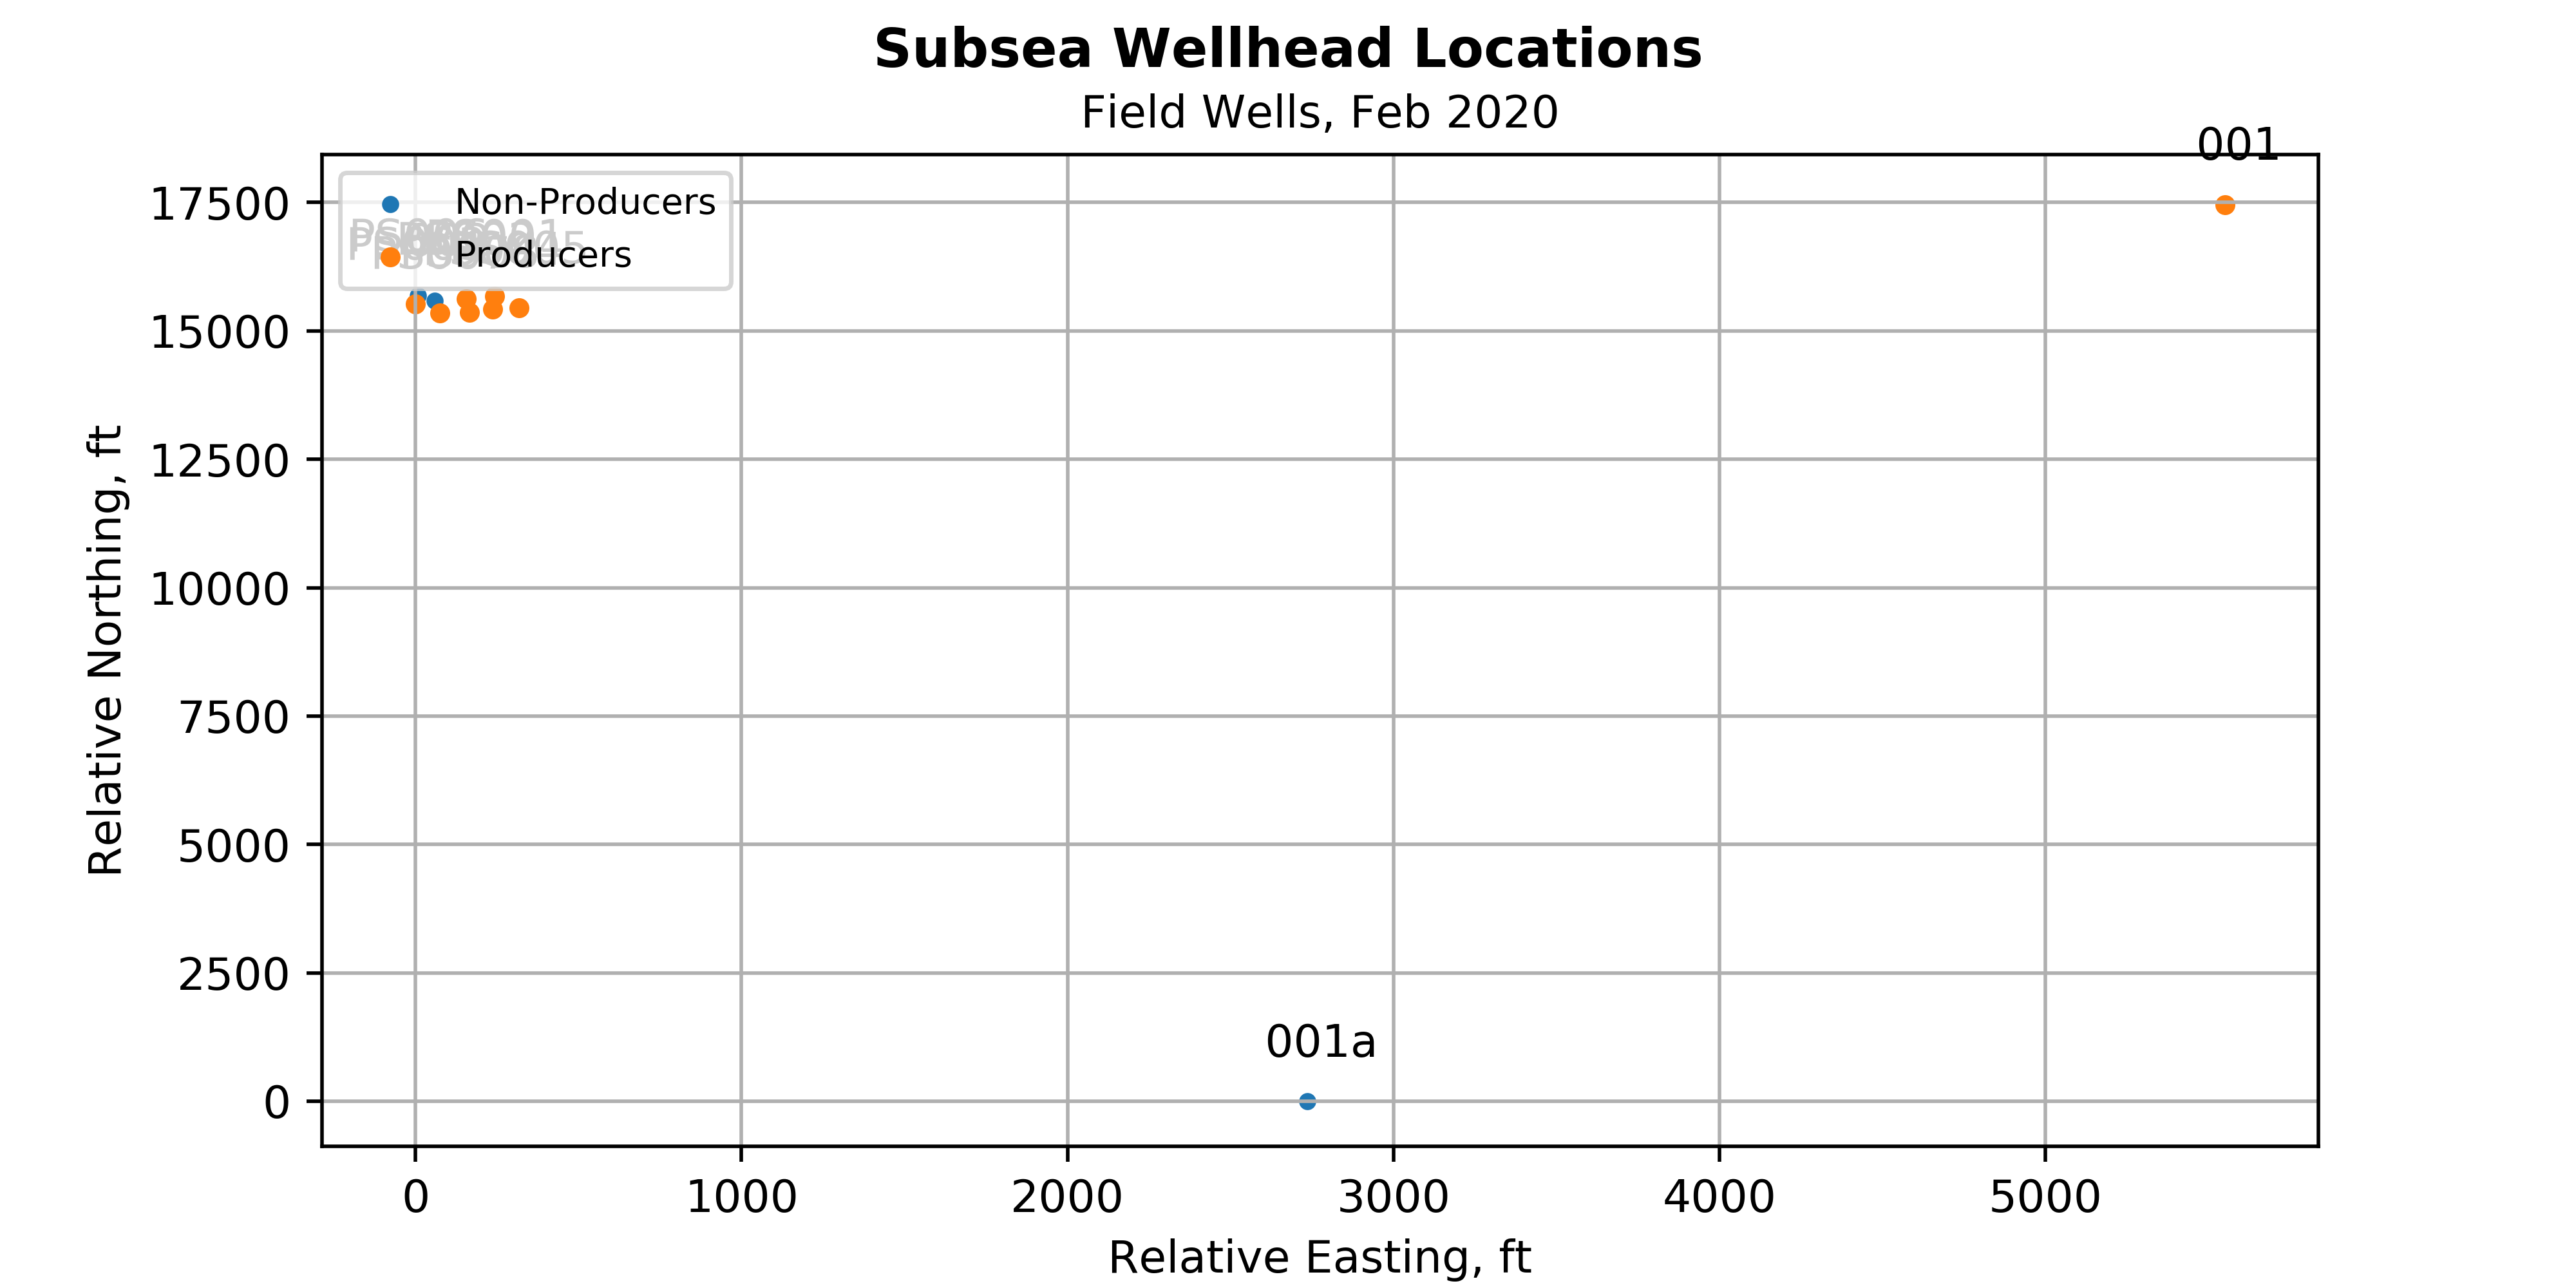 Subsea Wellhead Locations
Field Wells, Feb 2020
001
Non-Producers
Producers
17500
15000
12500
10000
7500
5000
2500
0
Relative Northing, ft
001a
0 1000 2000 3000 4000 5000
Relative Easting, ft